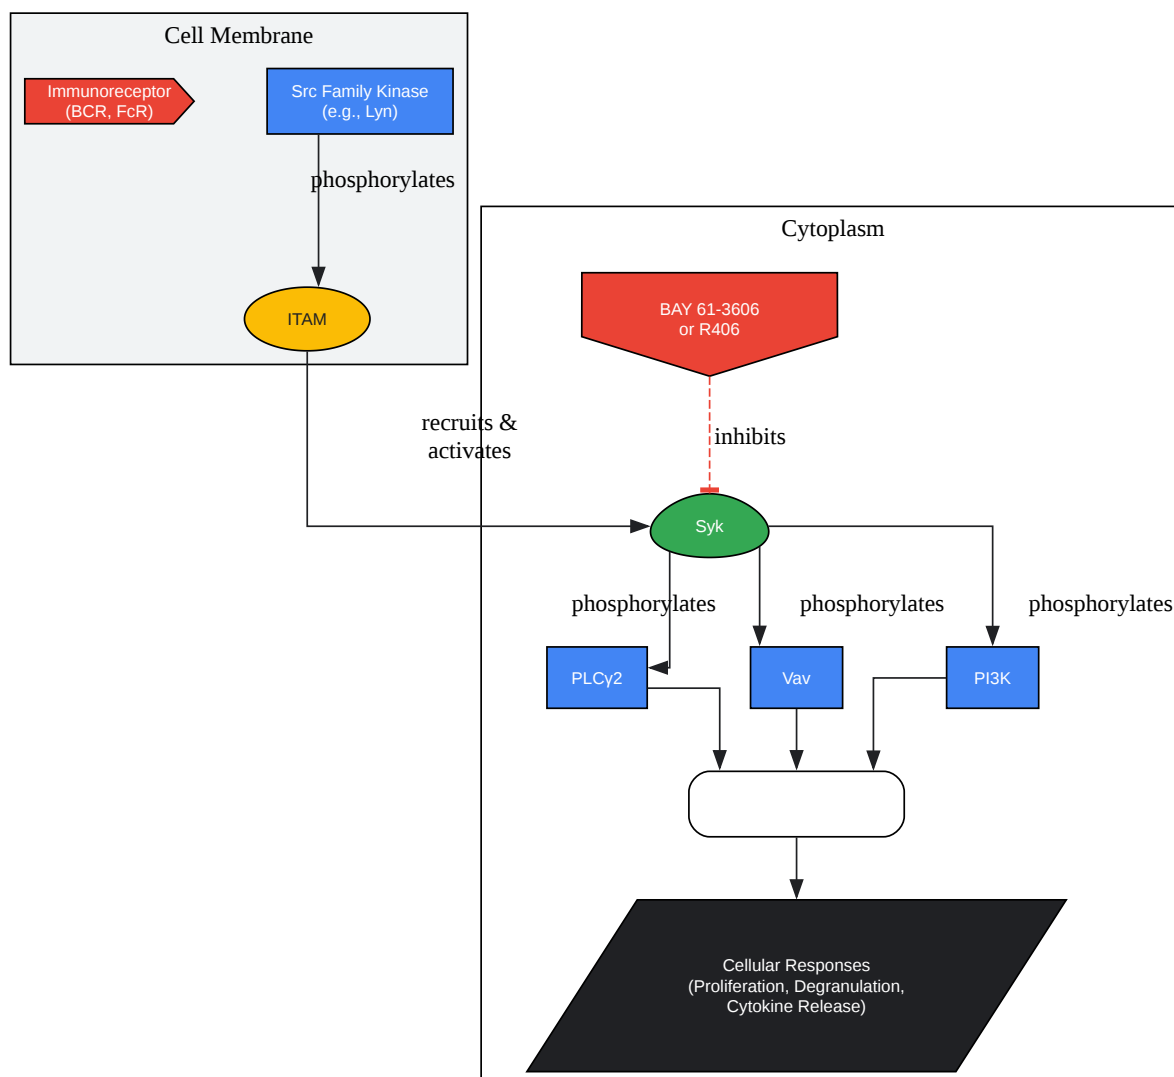 Cell Membrane
Immunoreceptor
(BCR, FcR)
Src Family Kinase
(e.g., Lyn)
phosphorylates
ITAM
Cytoplasm
BAY 61-3606
or R406
recruits &
activates
inhibits
Syk
phosphorylates
phosphorylates
phosphorylates
PLCγ2
Vav
PI3K
Cellular Responses
(Proliferation, Degranulation,
Cytokine Release)